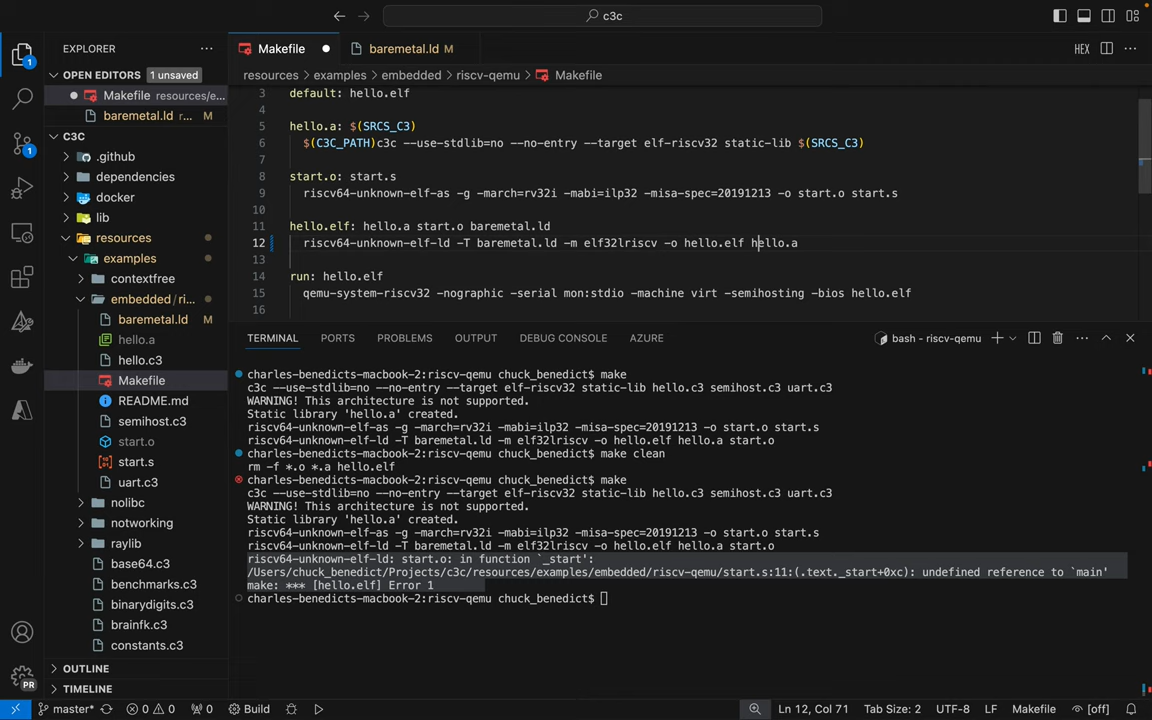 c3c
EXPLORER
OPEN EDITORS 1 unsaved
Makefile resources/e...
baremetal.ld r... M
C3C
.github
dependencies
docker
lib
resources
examples
contextfree
embedded / ri...
baremetal.ld M
hello.a
hello.c3
Makefile
README.md
semihost.c3
start.o
start.s
uart.c3
nolibc
notworking
raylib
base64.c3
benchmarks.c3
binarydigits.c3
brainfk.c3
constants.c3
OUTLINE
TIMELINE
1
1
PR
Makefile
baremetal.ld M
HEX
resources > examples > embedded > riscv-qemu > Makefile
3 default: hello.elf
4
5 hello.a: $(SRCS_C3)
6 $(C3C_PATH)c3c --use-stdlib=no --no-entry --target elf-riscv32 static-lib $(SRCS_C3)
7
8 start.o: start.s
9 riscv64-unknown-elf-as -g -march=rv32i -mabi=ilp32 -misa-spec=20191213 -o start.o start.s
10
11 hello.elf: hello.a start.o baremetal.ld
12 riscv64-unknown-elf-ld -T baremetal.ld -m elf32lriscv -o hello.elf hello.a
13
14 run: hello.elf
15 qemu-system-riscv32 -nographic -serial mon:stdio -machine virt -semihosting -bios hello.elf
16
TERMINAL PORTS PROBLEMS OUTPUT DEBUG CONSOLE AZURE
bash - riscv-qemu
charles-benedicts-macbook-2:riscv-qemu chuck_benedict$ make
c3c --use-stdlib=no --no-entry --target elf-riscv32 static-lib hello.c3 semihost.c3 uart.c3
WARNING! This architecture is not supported.
Static library 'hello.a' created.
riscv64-unknown-elf-as -g -march=rv32i -mabi=ilp32 -misa-spec=20191213 -o start.o start.s
riscv64-unknown-elf-ld -T baremetal.ld -m elf32lriscv -o hello.elf hello.a start.o
charles-benedicts-macbook-2:riscv-qemu chuck_benedict$ make clean
rm -f *.o *.a hello.elf
charles-benedicts-macbook-2:riscv-qemu chuck_benedict$ make
c3c --use-stdlib=no --no-entry --target elf-riscv32 static-lib hello.c3 semihost.c3 uart.c3
WARNING! This architecture is not supported.
Static library 'hello.a' created.
riscv64-unknown-elf-as -g -march=rv32i -mabi=ilp32 -misa-spec=20191213 -o start.o start.s
riscv64-unknown-elf-ld -T baremetal.ld -m elf32lriscv -o hello.elf hello.a start.o
riscv64-unknown-elf-ld: start.o: in function `_start':
/Users/chuck_benedict/Projects/c3c/resources/examples/embedded/riscv-qemu/start.s:11:(.text._start+0xc): undefined reference to `main'
make: *** [hello.elf] Error 1
charles-benedicts-macbook-2:riscv-qemu chuck_benedict$
master* 0 0 0 Build Ln 12, Col 71 Tab Size: 2 UTF-8 LF Makefile [off]